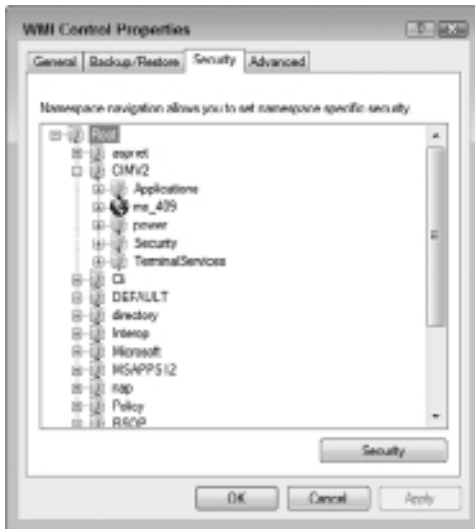 WMI Control Properties
General Backup/Restore Security Advanced
Namespace navigation allows you to set namespace specific security.
Root
aspnet
CIMV2
Applications
ms_409
power
Security
TerminalServices
Cli
DEFAULT
directory
Interop
Microsoft
MSAPPS12
nap
Policy
RSOP
Security
OK Cancel Apply